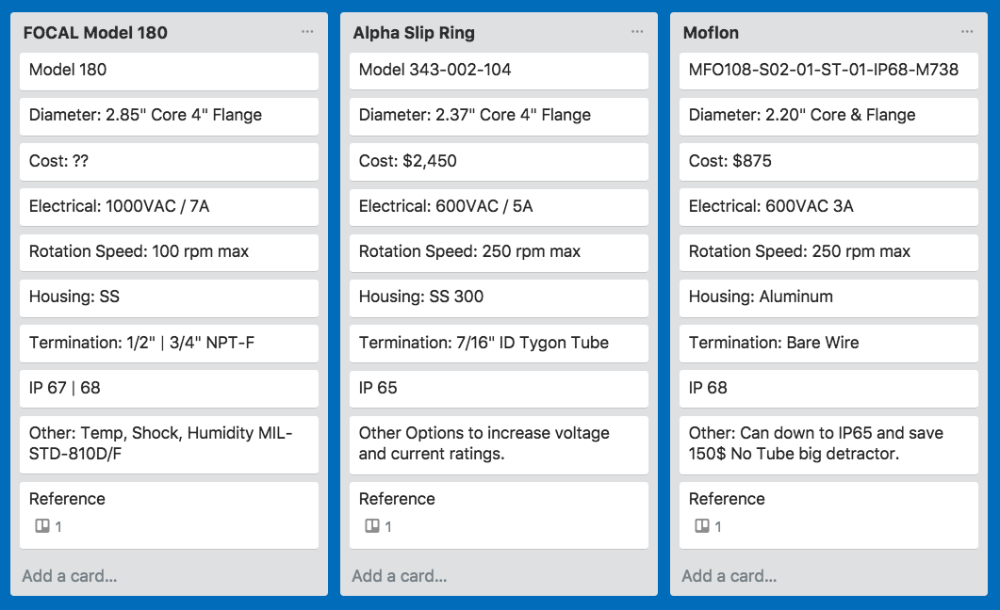 FOCAL Model 180
Model 180
Diameter: 2.85" Core 4" Flange
Cost: ??
Electrical: 1000VAC / 7A
Rotation Speed: 100 rpm max
Housing: SS
Termination: 1/2" | 3/4" NPT-F
IP 67 | 68
Other: Temp, Shock, Humidity MIL-
STD-810D/F
Reference
1
Add a card...
Alpha Slip Ring
Model 343-002-104
Diameter: 2.37" Core 4" Flange
Cost: $2,450
Electrical: 600VAC / 5A
Rotation Speed: 250 rpm max
Housing: SS 300
Termination: 7/16" ID Tygon Tube
IP 65
Other Options to increase voltage
and current ratings.
Reference
1
Add a card...
Moflon
MFO108-S02-01-ST-01-IP68-M738
Diameter: 2.20" Core & Flange
Cost: $875
Electrical: 600VAC 3A
Rotation Speed: 250 rpm max
Housing: Aluminum
Termination: Bare Wire
IP 68
Other: Can down to IP65 and save
150$ No Tube big detractor.
Reference
1
Add a card...